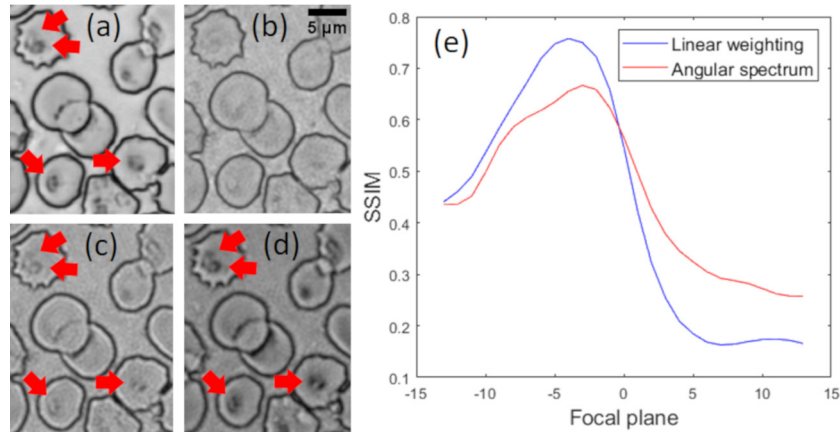 (a)
(b)
5 μm
(c)
(d)
(e)
Linear weighting
Angular spectrum
SSIM
0.8
0.7
0.6
0.5
0.4
0.3
0.2
0.1
-15 -10 -5 0 5 10 15
Focal plane